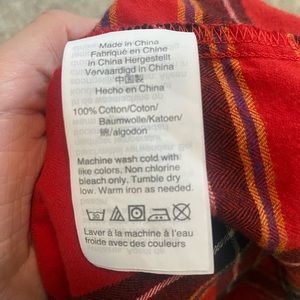 Made in China
Fabriqué en Chine
In China Hergestellt
Vervaardigd in China
中国製
Hecho en China
100% Cotton/Coton/
Baumwolle/Katoen/
綿/algodon
Machine wash cold with
like colors. Non chlorine
bleach only. Tumble dry
low. Warm iron as needed.
30
Laver à la machine à l'eau
froide avec des couleurs